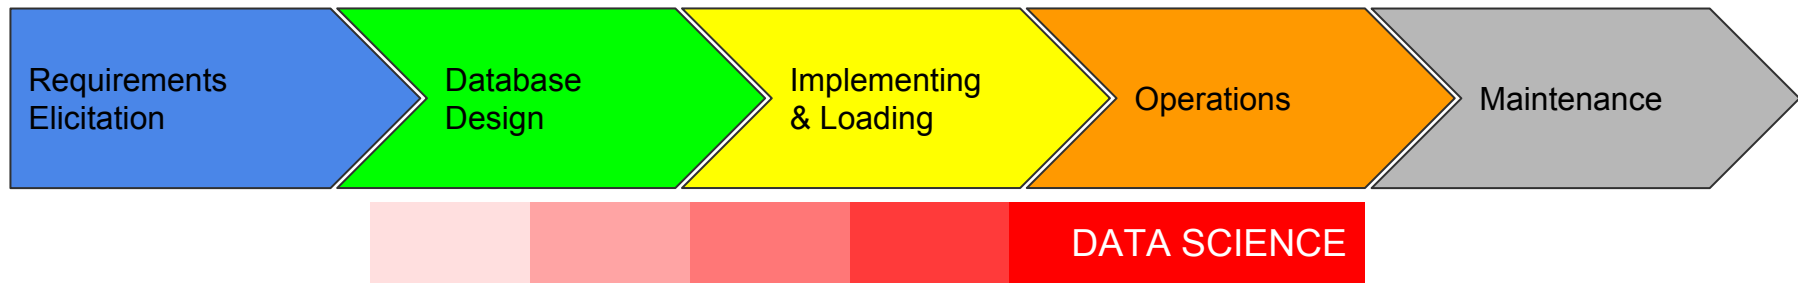 Requirements
Elicitation
Database
Design
Implementing
& Loading
Operations
Maintenance
DATA SCIENCE